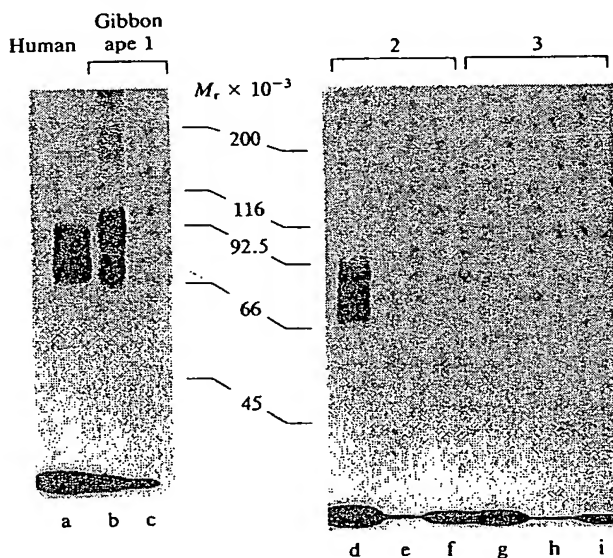 Human
Gibbon
ape 1
2
3
Mr × 10⁻³
200
116
92.5
66
45
a b c
d e f g h i